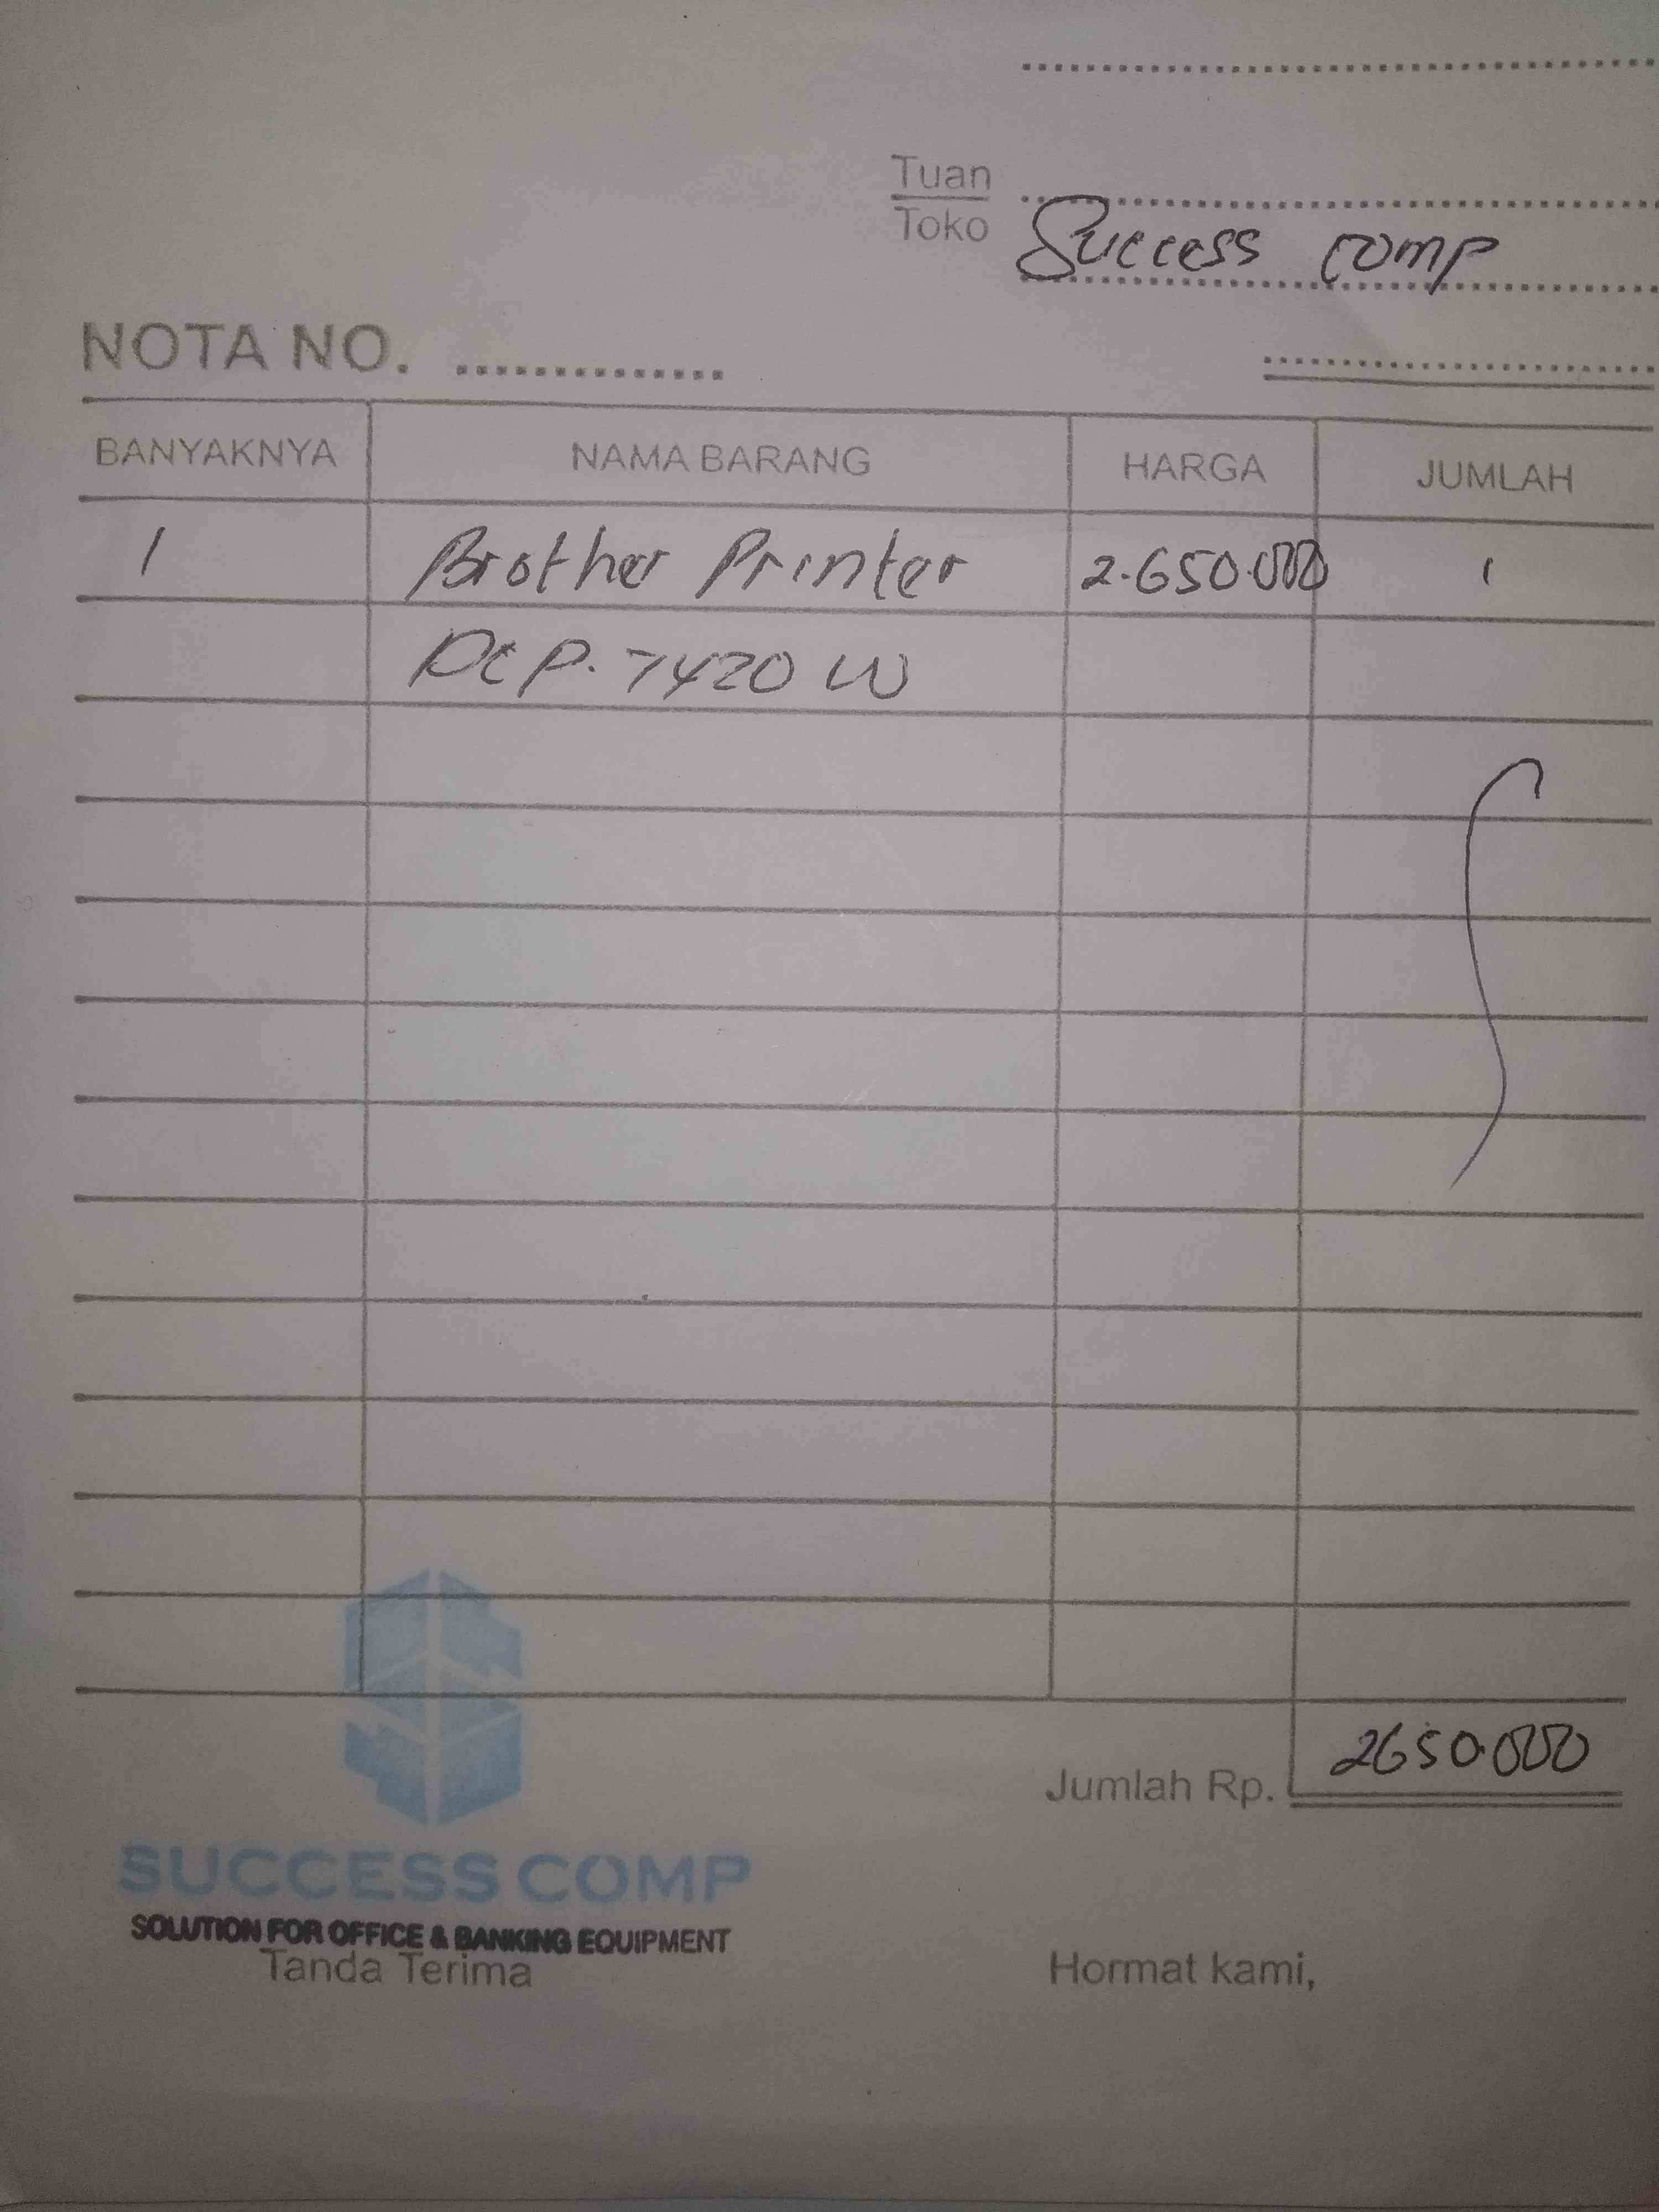 Tuan
Toko Success comp
NOTA NO. ..............
BANYAKNYA NAMA BARANG HARGA JUMLAH
1 Brother Printer 2.650.000 1
DCP. 7420 W
Jumlah Rp. 2650.000
SUCCESS COMP
SOLUTION FOR OFFICE & BANKING EQUIPMENT
Tanda Terima Hormat kami,